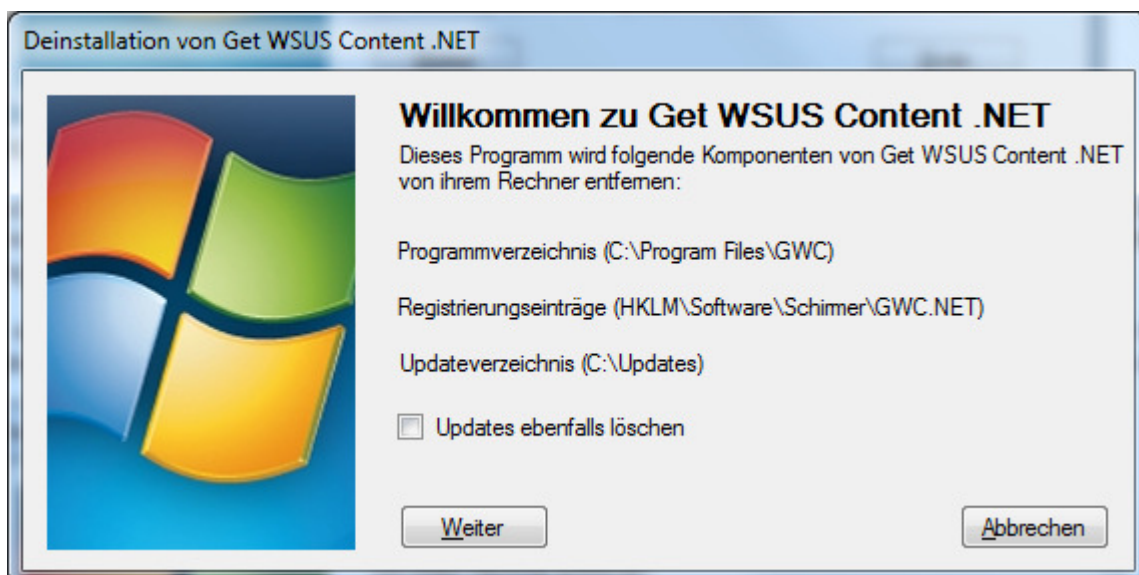 Deinstallation von Get WSUS Content .NET
Willkommen zu Get WSUS Content .NET
Dieses Programm wird folgende Komponenten von Get WSUS Content .NET
von ihrem Rechner entfernen:
Programmverzeichnis (C:\Program Files\GWC)
Registrierungseinträge (HKLM\Software\Schirmer\GWC.NET)
Updateverzeichnis (C:\Updates)
Updates ebenfalls löschen
Weiter
Abbrechen